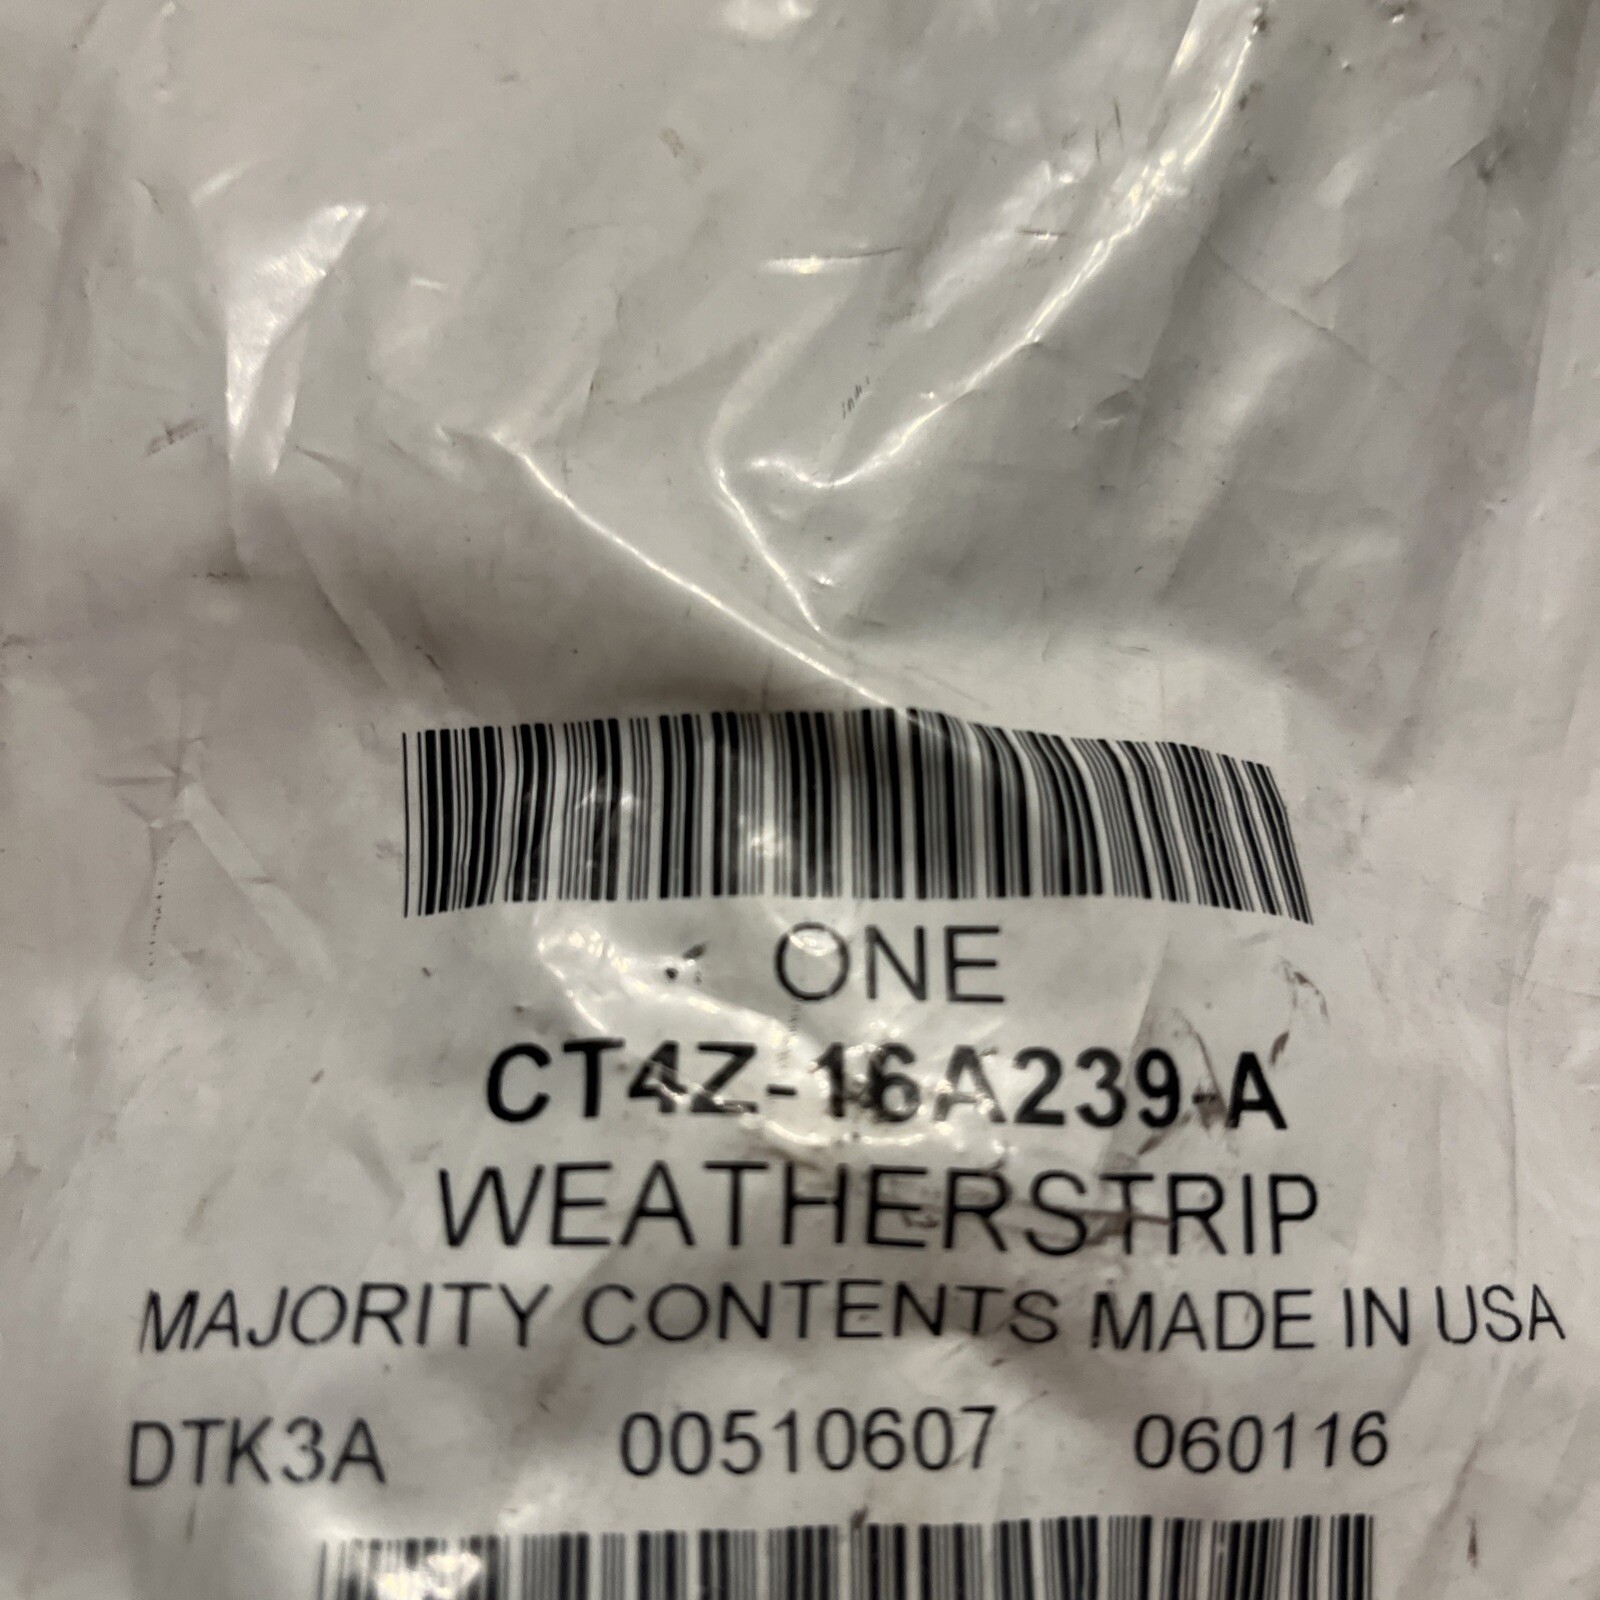 ONE
CT4Z-16A239-A
WEATHERSTRIP
MAJORITY CONTENTS MADE IN USA
DTK3A 00510607 060116